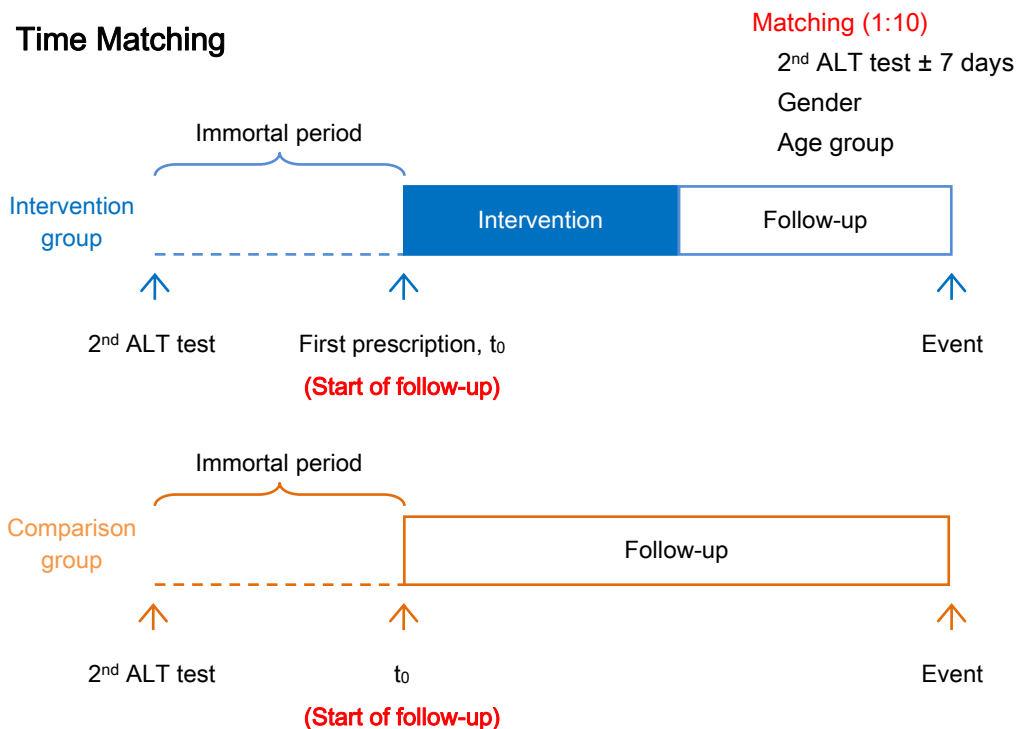 Time Matching
Matching (1:10)
2nd ALT test ± 7 days
Gender
Age group
Immortal period
Intervention
group
Intervention
Follow-up
2nd ALT test
First prescription, t0
(Start of follow-up)
Event
Immortal period
Comparison
group
Follow-up
2nd ALT test
t0
(Start of follow-up)
Event